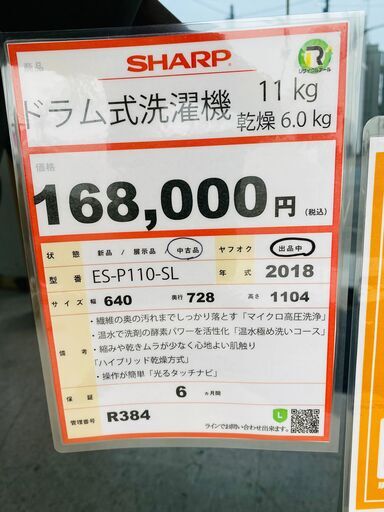 商品
SHARP
リサイクルアール
ドラム式洗濯機
11 kg
乾燥 6.0 kg
価格
168,000円 (税込)
状態 新品 / 展示品 / 中古品 ヤフオク 出品中
型番 ES-P110-SL 年式 2018
サイズ 幅 640 奥行 728 高さ 1104
備考
・繊維の奥の汚れまでしっかり落とす「マイクロ高圧洗浄」
・温水で洗剤の酵素パワーを活性化「温水極め洗いコース」
・縮みや乾きムラが少なく心地よい肌触り
「ハイブリッド乾燥方式」
・操作が簡単「光るタッチナビ」
保証 6 ヵ月間
管理番号 R384
L
ラインでお問い合わせ出来ます。